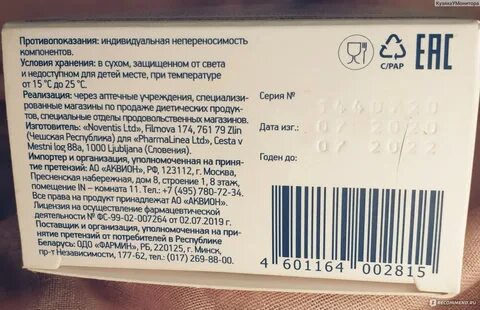 КузинаУМонитора
Противопоказания: индивидуальная непереносимость
компонентов.
Условия хранения: в сухом, защищенном от света
и недоступном для детей месте, при температуре
от 15 °С до 25 °С.
Реализация: через аптечные учреждения, специализиро-
ванные магазины по продаже диетических продук-
тов, специальные отделы продовольственных магазинов.
Изготовитель: «Noventis Ltd», Filmova 174, 761 79 Zlin
(Чешская Республика) для «PharmaLinea Ltd», Cesta v
Mestni log 88a, 1000 Ljubljana (Словения).
Импортер и организация, уполномоченная на приня-
тие претензий: АО «АКВИОН», РФ, 123112, г. Москва,
Пресненская набережная, дом 8, строение 1, 8 этаж,
помещение IN – комната 11. Тел.: +7 (495) 780-72-34.
Все права на продукт принадлежат АО «АКВИОН».
Лицензия на осуществление фармацевтической
деятельности № ФС-99-02-007264 от 02.07.2019 г.
Поставщик и организация, уполномоченная на при-
нятие претензий от потребителей в Республике
Беларусь: ОДО «ФАРМИН», РБ, 220125, г. Минск,
пр-т Независимости, 177-62, тел.: (017) 269-88-00.
C/PAP
EAC
Серия №
Дата изг.:
07 2020
Годен до:
07 2022
4 601164 002815
RECOMMEND.RU